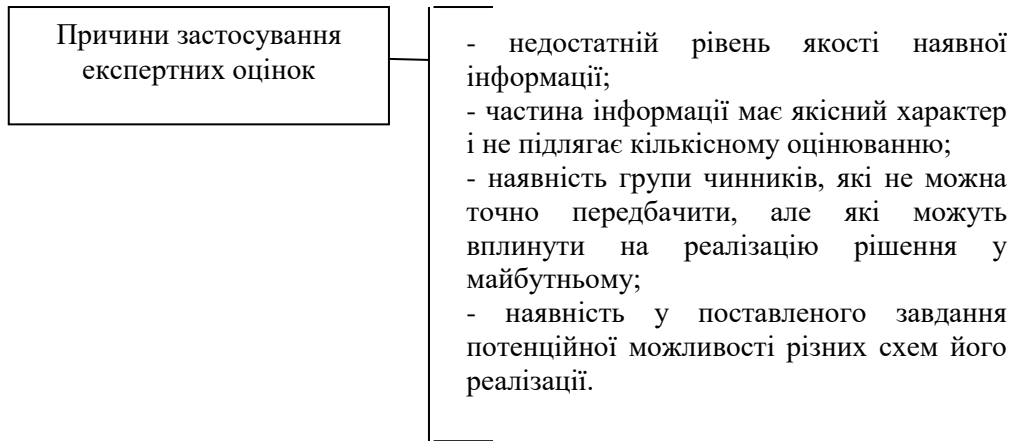 Причини застосування
експертних оцінок
- недостатній рівень якості наявної
інформації;
- частина інформації має якісний характер
і не підлягає кількісному оцінюванню;
- наявність групи чинників, які не можна
точно передбачити, але які можуть
вплинути на реалізацію рішення у
майбутньому;
- наявність у поставленого завдання
потенційної можливості різних схем його
реалізації.